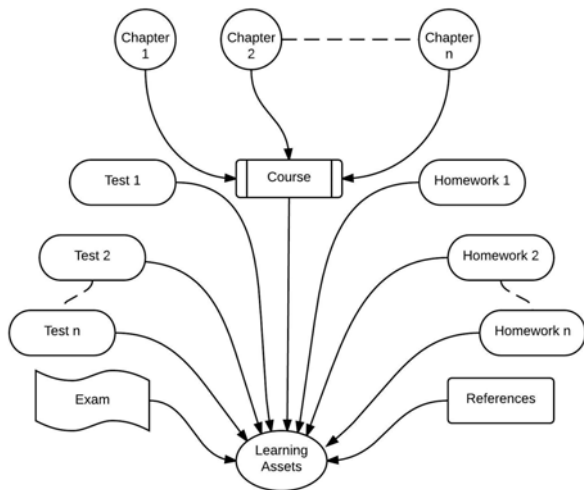 Chapter
1
Chapter
2
Chapter
n
Test 1
Course
Homework 1
Test 2
Homework 2
Test n
Homework n
Exam
References
Learning
Assets